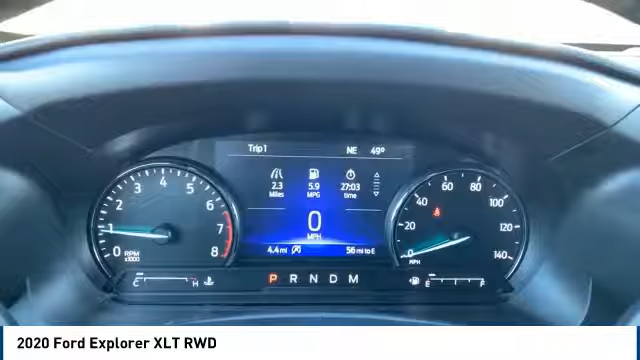 Trip1 NE 49°
2.3 5.9 27:03
Miles MPG time
0
MPH
4.4 mi 56 mi to E
0 1 2 3 4 5 6 7 8
RPM
x1000
0 20 40 60 80 100 120 140
MPH
C H P R N D M E F
2020 Ford Explorer XLT RWD